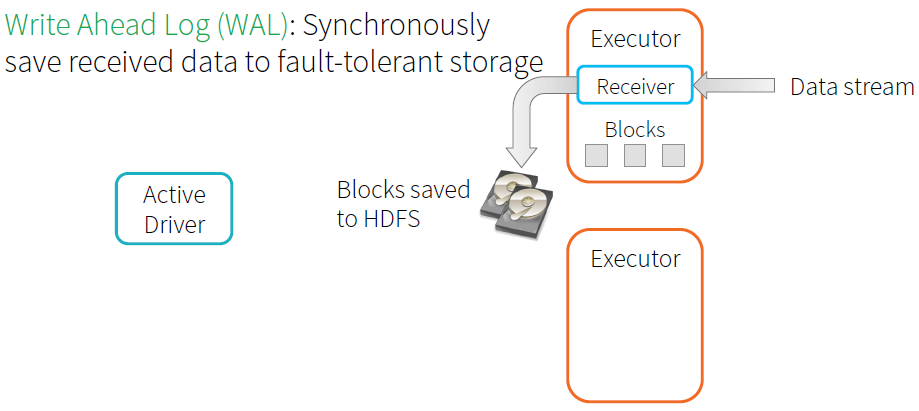 Write Ahead Log (WAL): Synchronously
save received data to fault-tolerant storage
Executor
Receiver
Data stream
Blocks
Active
Driver
Blocks saved
to HDFS
Executor